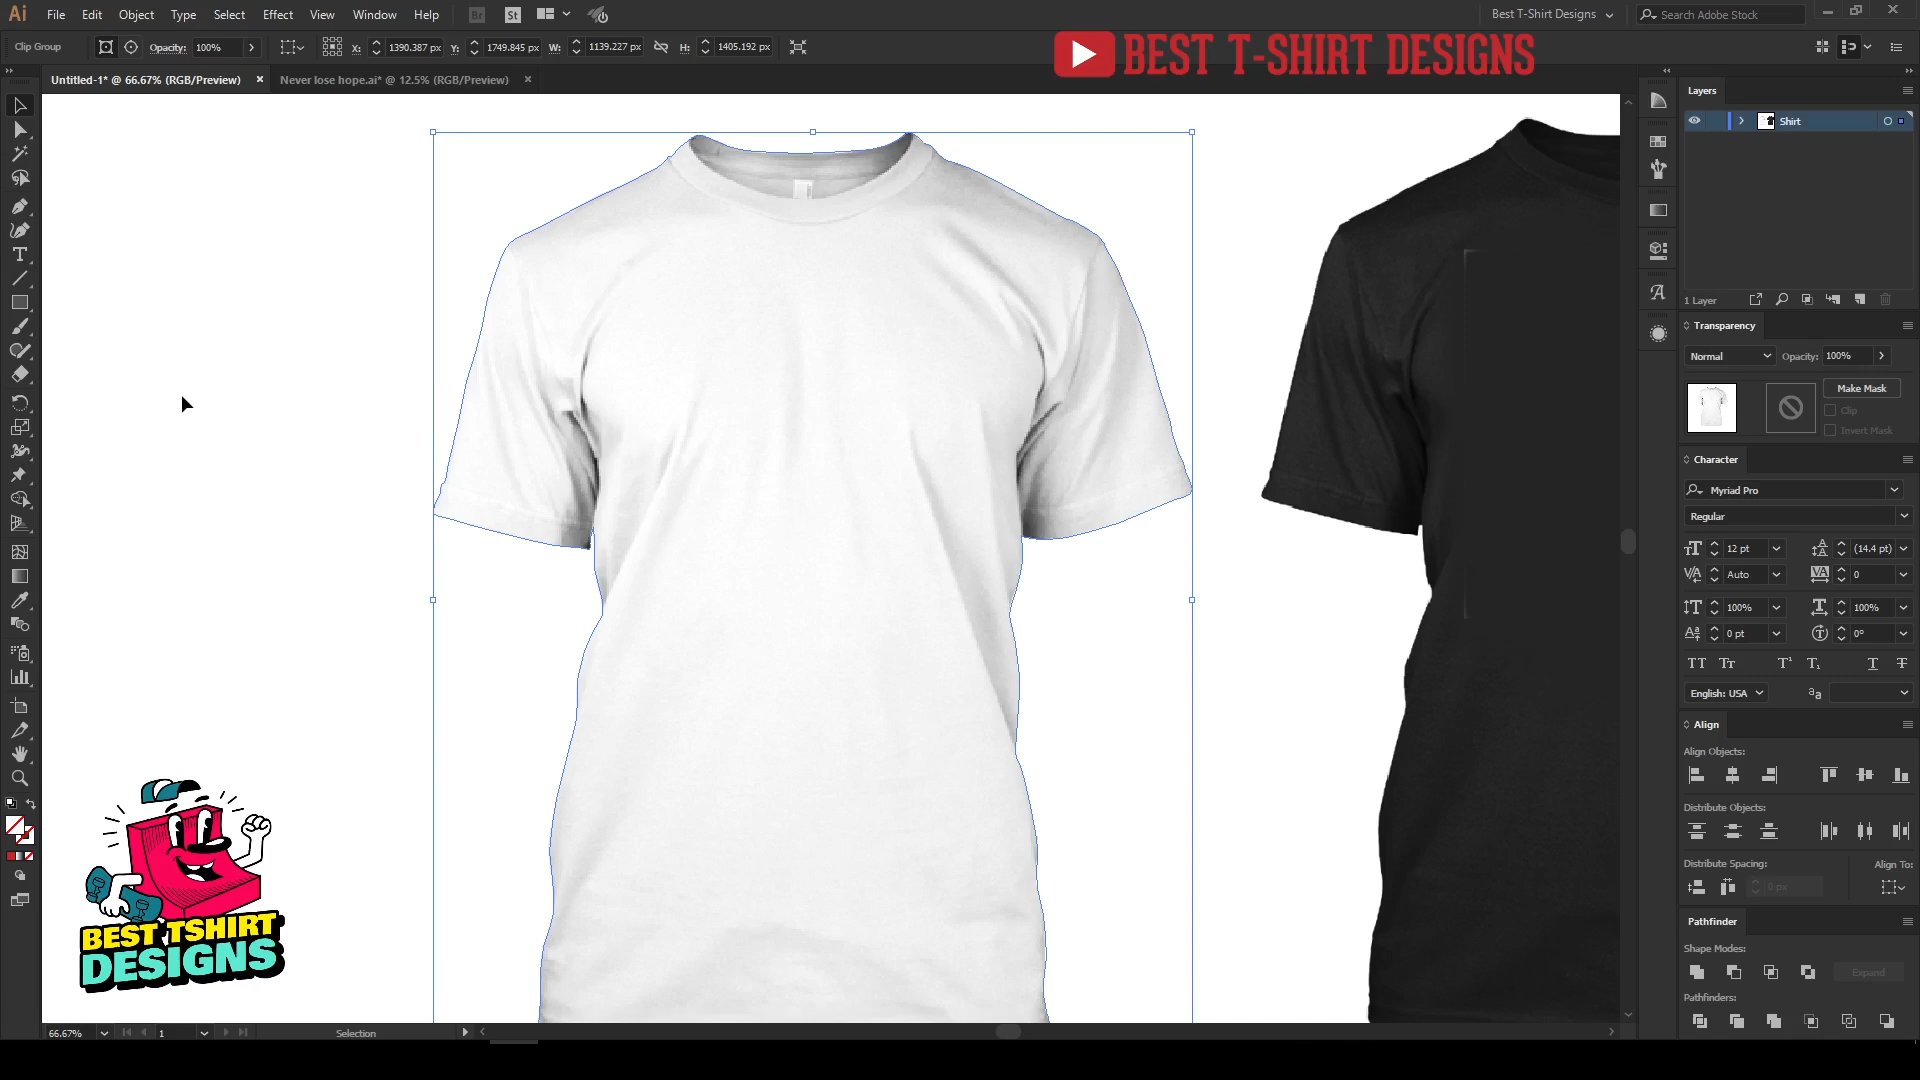 Ai File Edit Object Type Select Effect View Window Help Br St Best T-Shirt Designs Search Adobe Stock
Clip Group Opacity: 100% X: 1390.387 px Y: 1749.845 px W: 1139.227 px H: 1405.192 px
BEST T-SHIRT DESIGNS
Untitled-1* @ 66.67% (RGB/Preview) × Never lose hope.ai* @ 12.5% (RGB/Preview) ×
Layers
Shirt
1 Layer
Transparency
Normal Opacity: 100%
Make Mask
Clip
Invert Mask
Character
Myriad Pro
Regular
12 pt (14.4 pt)
Auto 0
100% 100%
0 pt 0°
English: USA
Align
Align Objects:
Distribute Objects:
Distribute Spacing: Align To:
0 px
Pathfinder
Shape Modes:
Expand
Pathfinders:
BEST TSHIRT
DESIGNS
66.67% 1 Selection